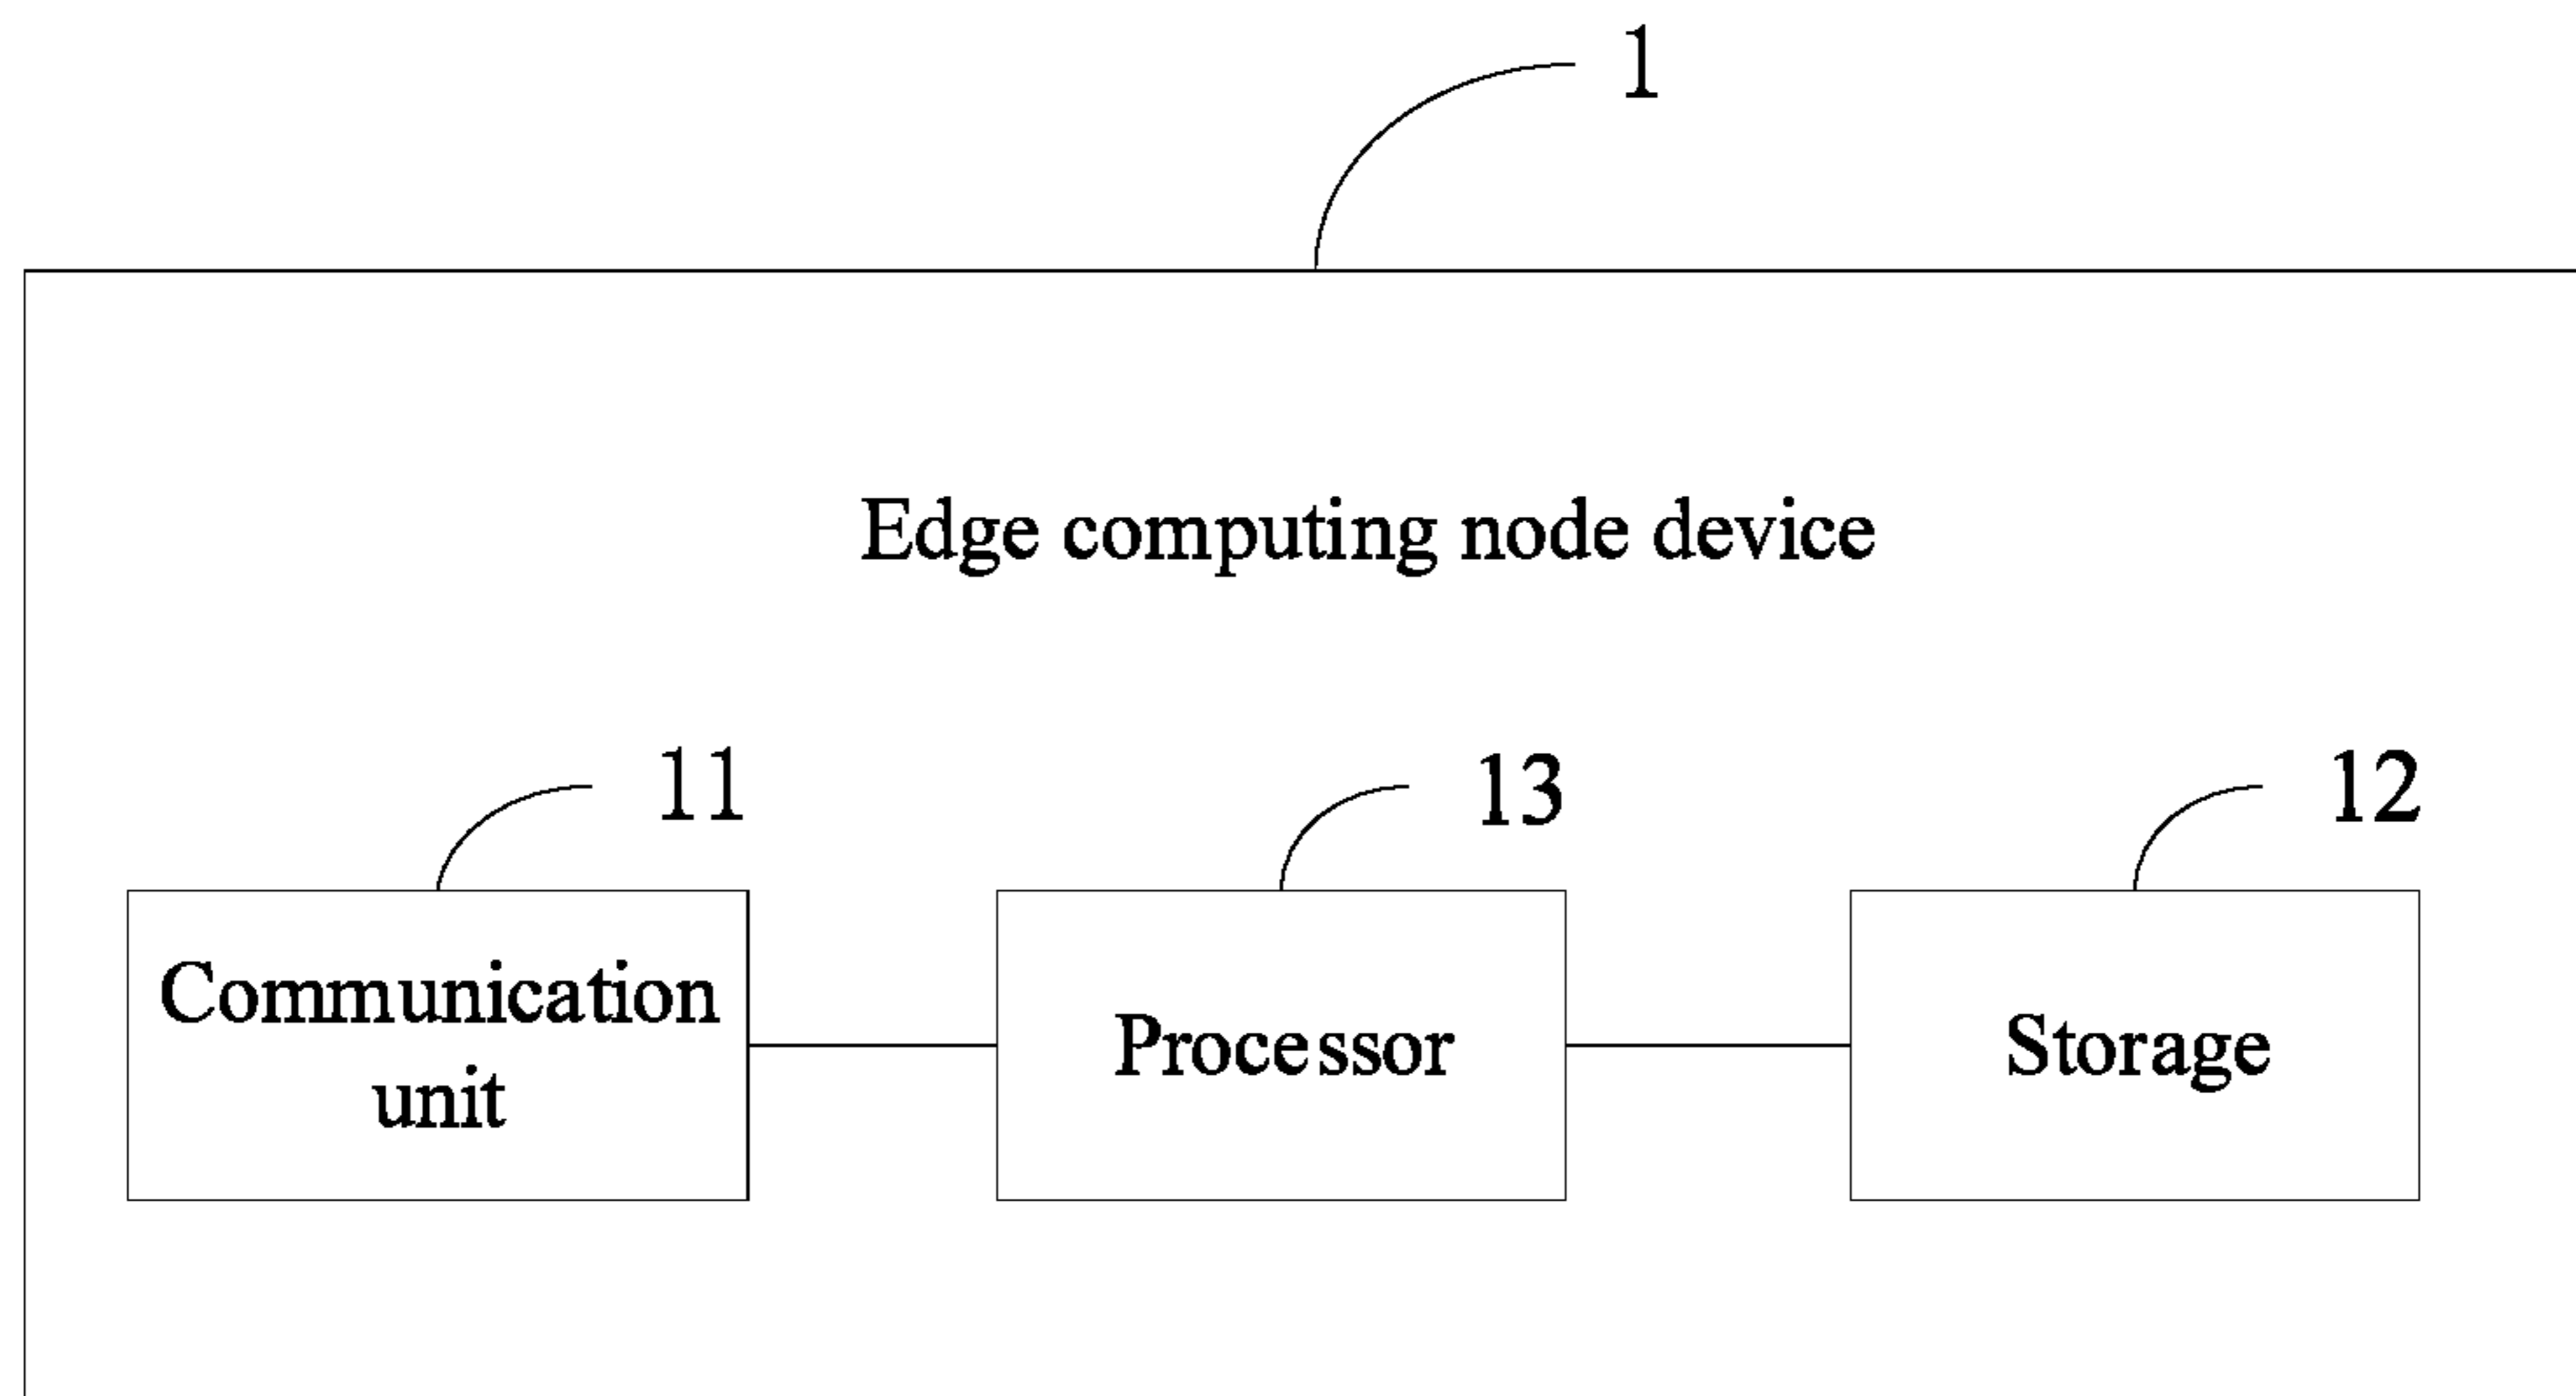 1
Edge computing node device
11
13
12
Communication
unit
Processor
Storage